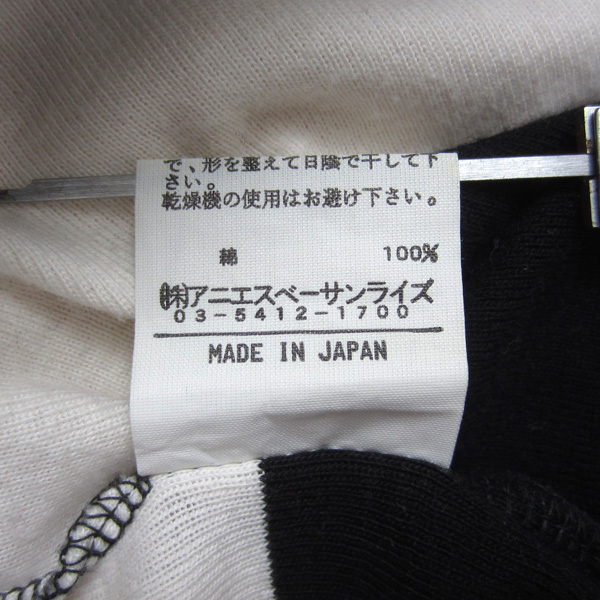 で、形を整えて日陰で干して下
さい。
乾燥機の使用はお避け下さい。
綿 100%
㈱アニエスベーサンライズ
03-5412-1700
MADE IN JAPAN